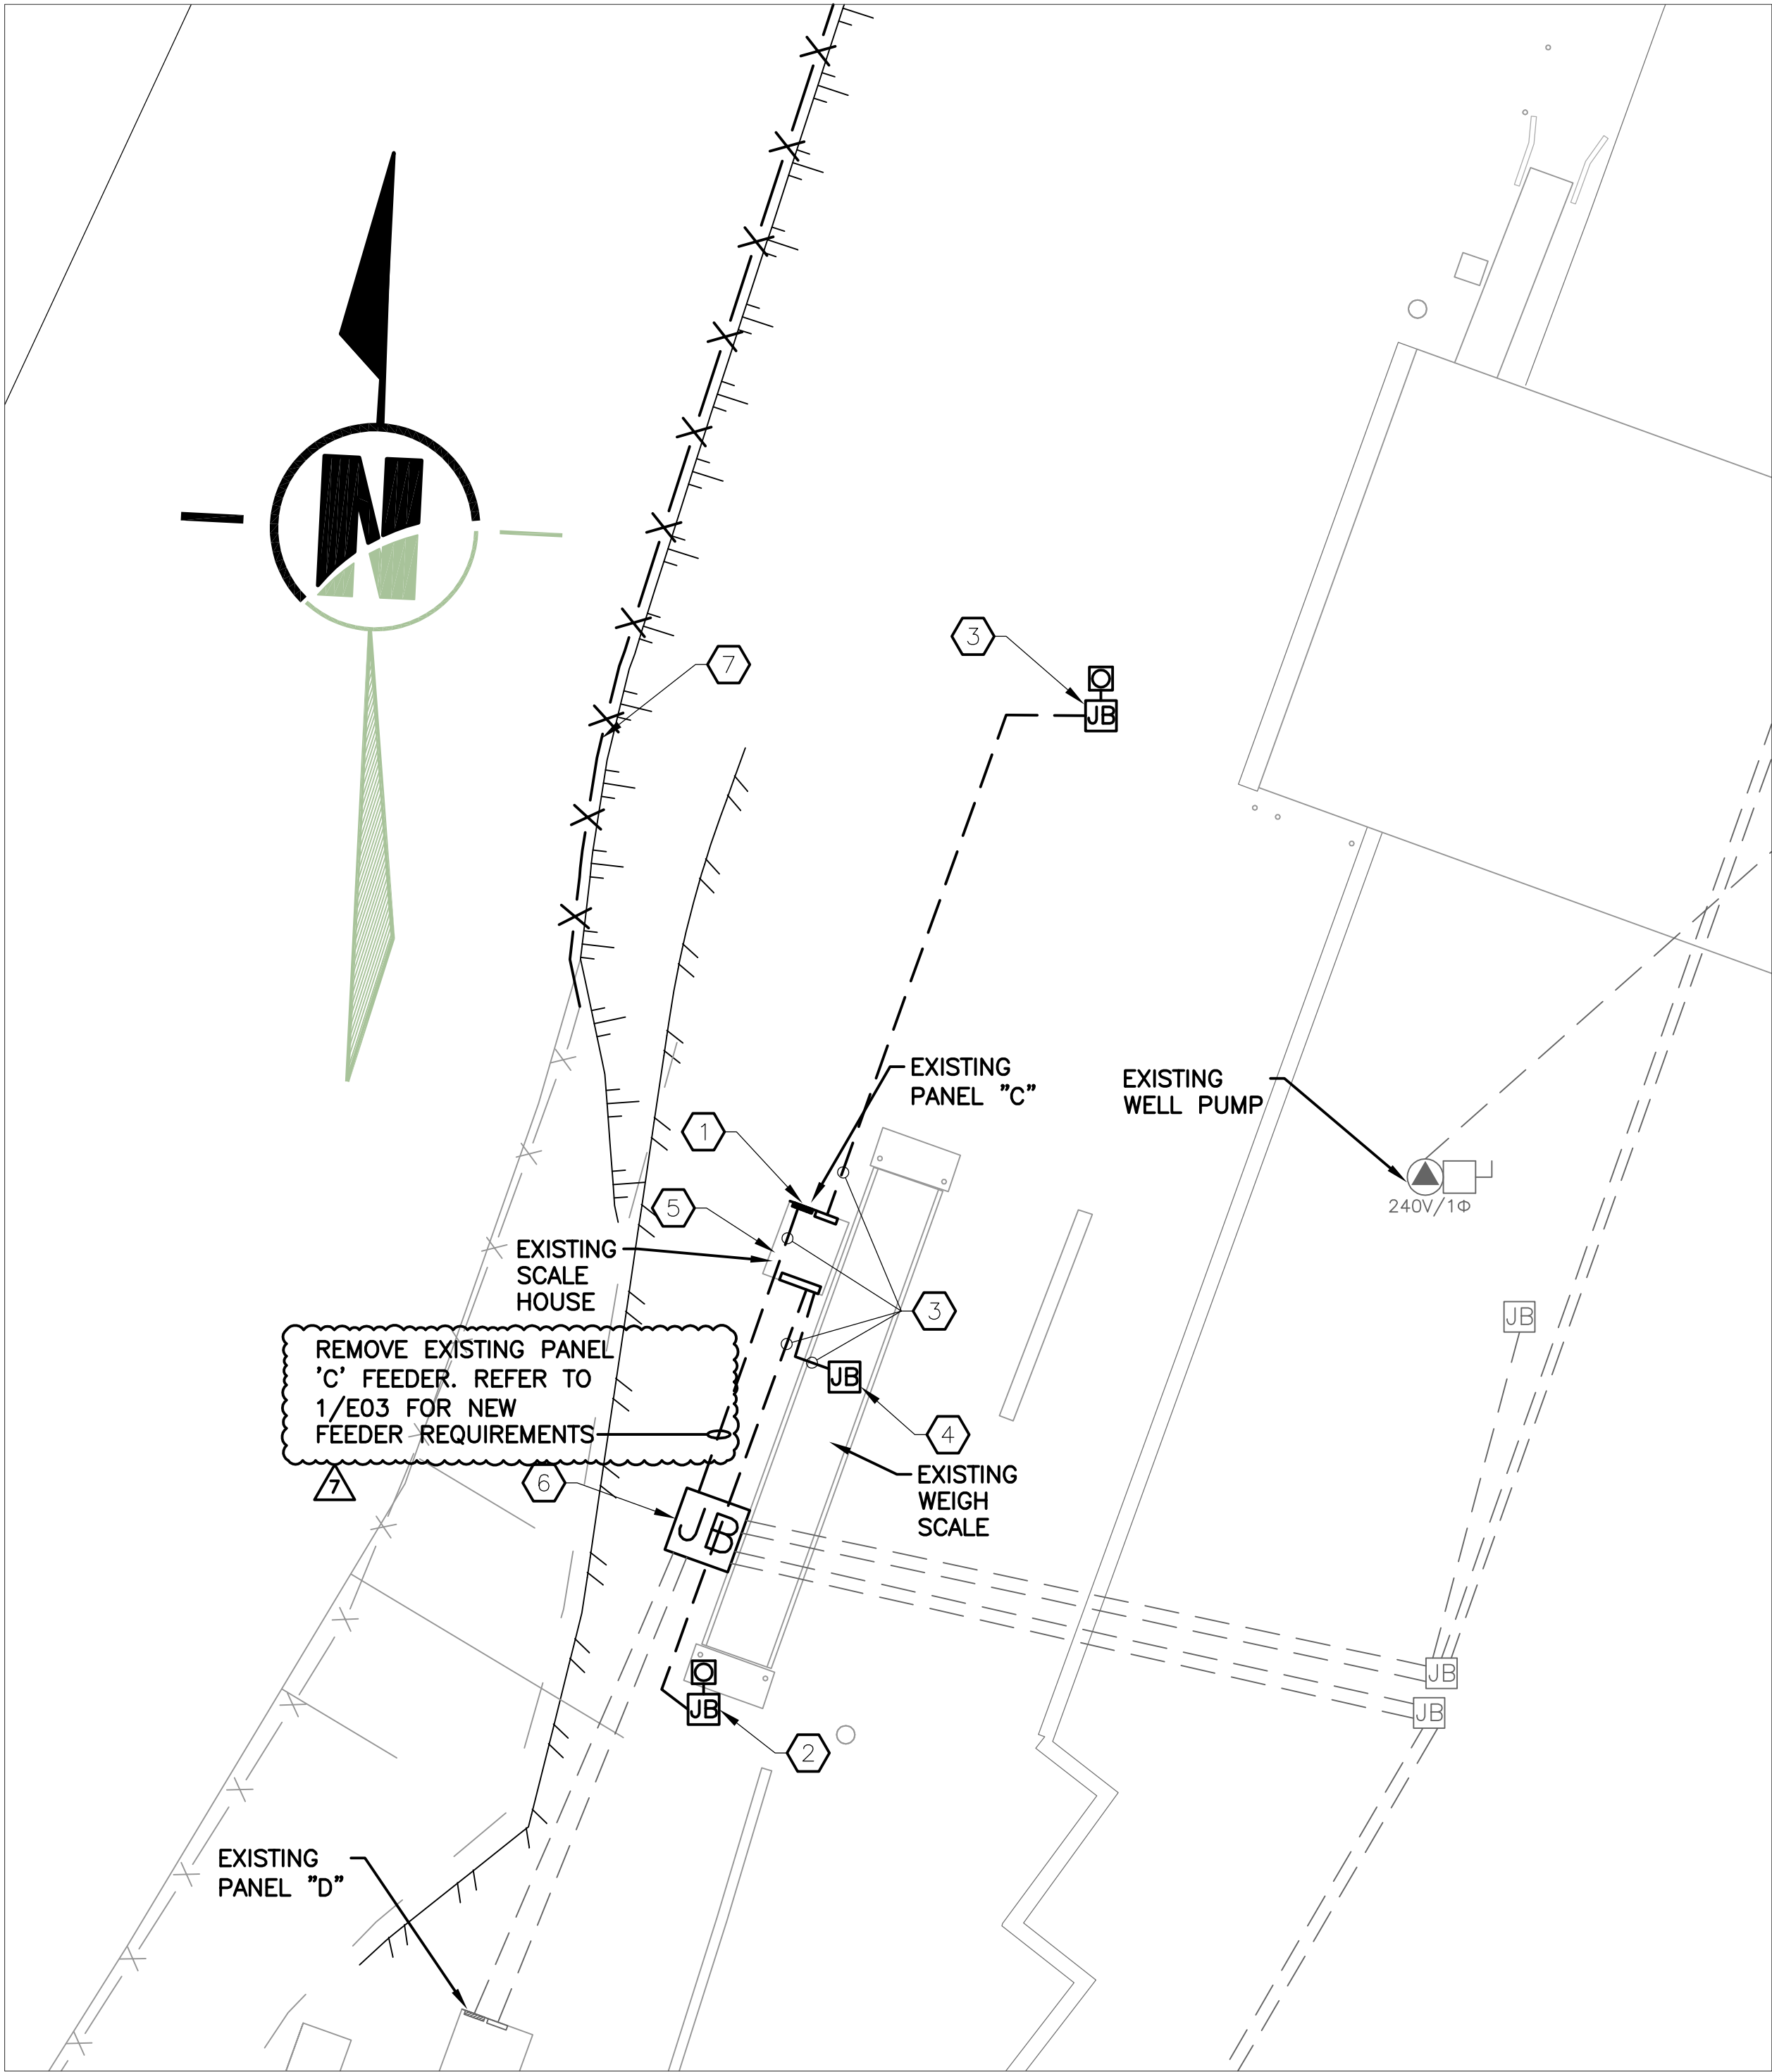 N
7
3
JB
EXISTING
PANEL "C"
EXISTING
WELL PUMP
1
5
240V/1Φ
EXISTING
SCALE
HOUSE
3
JB
REMOVE EXISTING PANEL
'C' FEEDER. REFER TO
1/E03 FOR NEW
FEEDER REQUIREMENTS
JB
4
7
6
EXISTING
WEIGH
SCALE
JB
JB
JB
JB
2
EXISTING
PANEL "D"